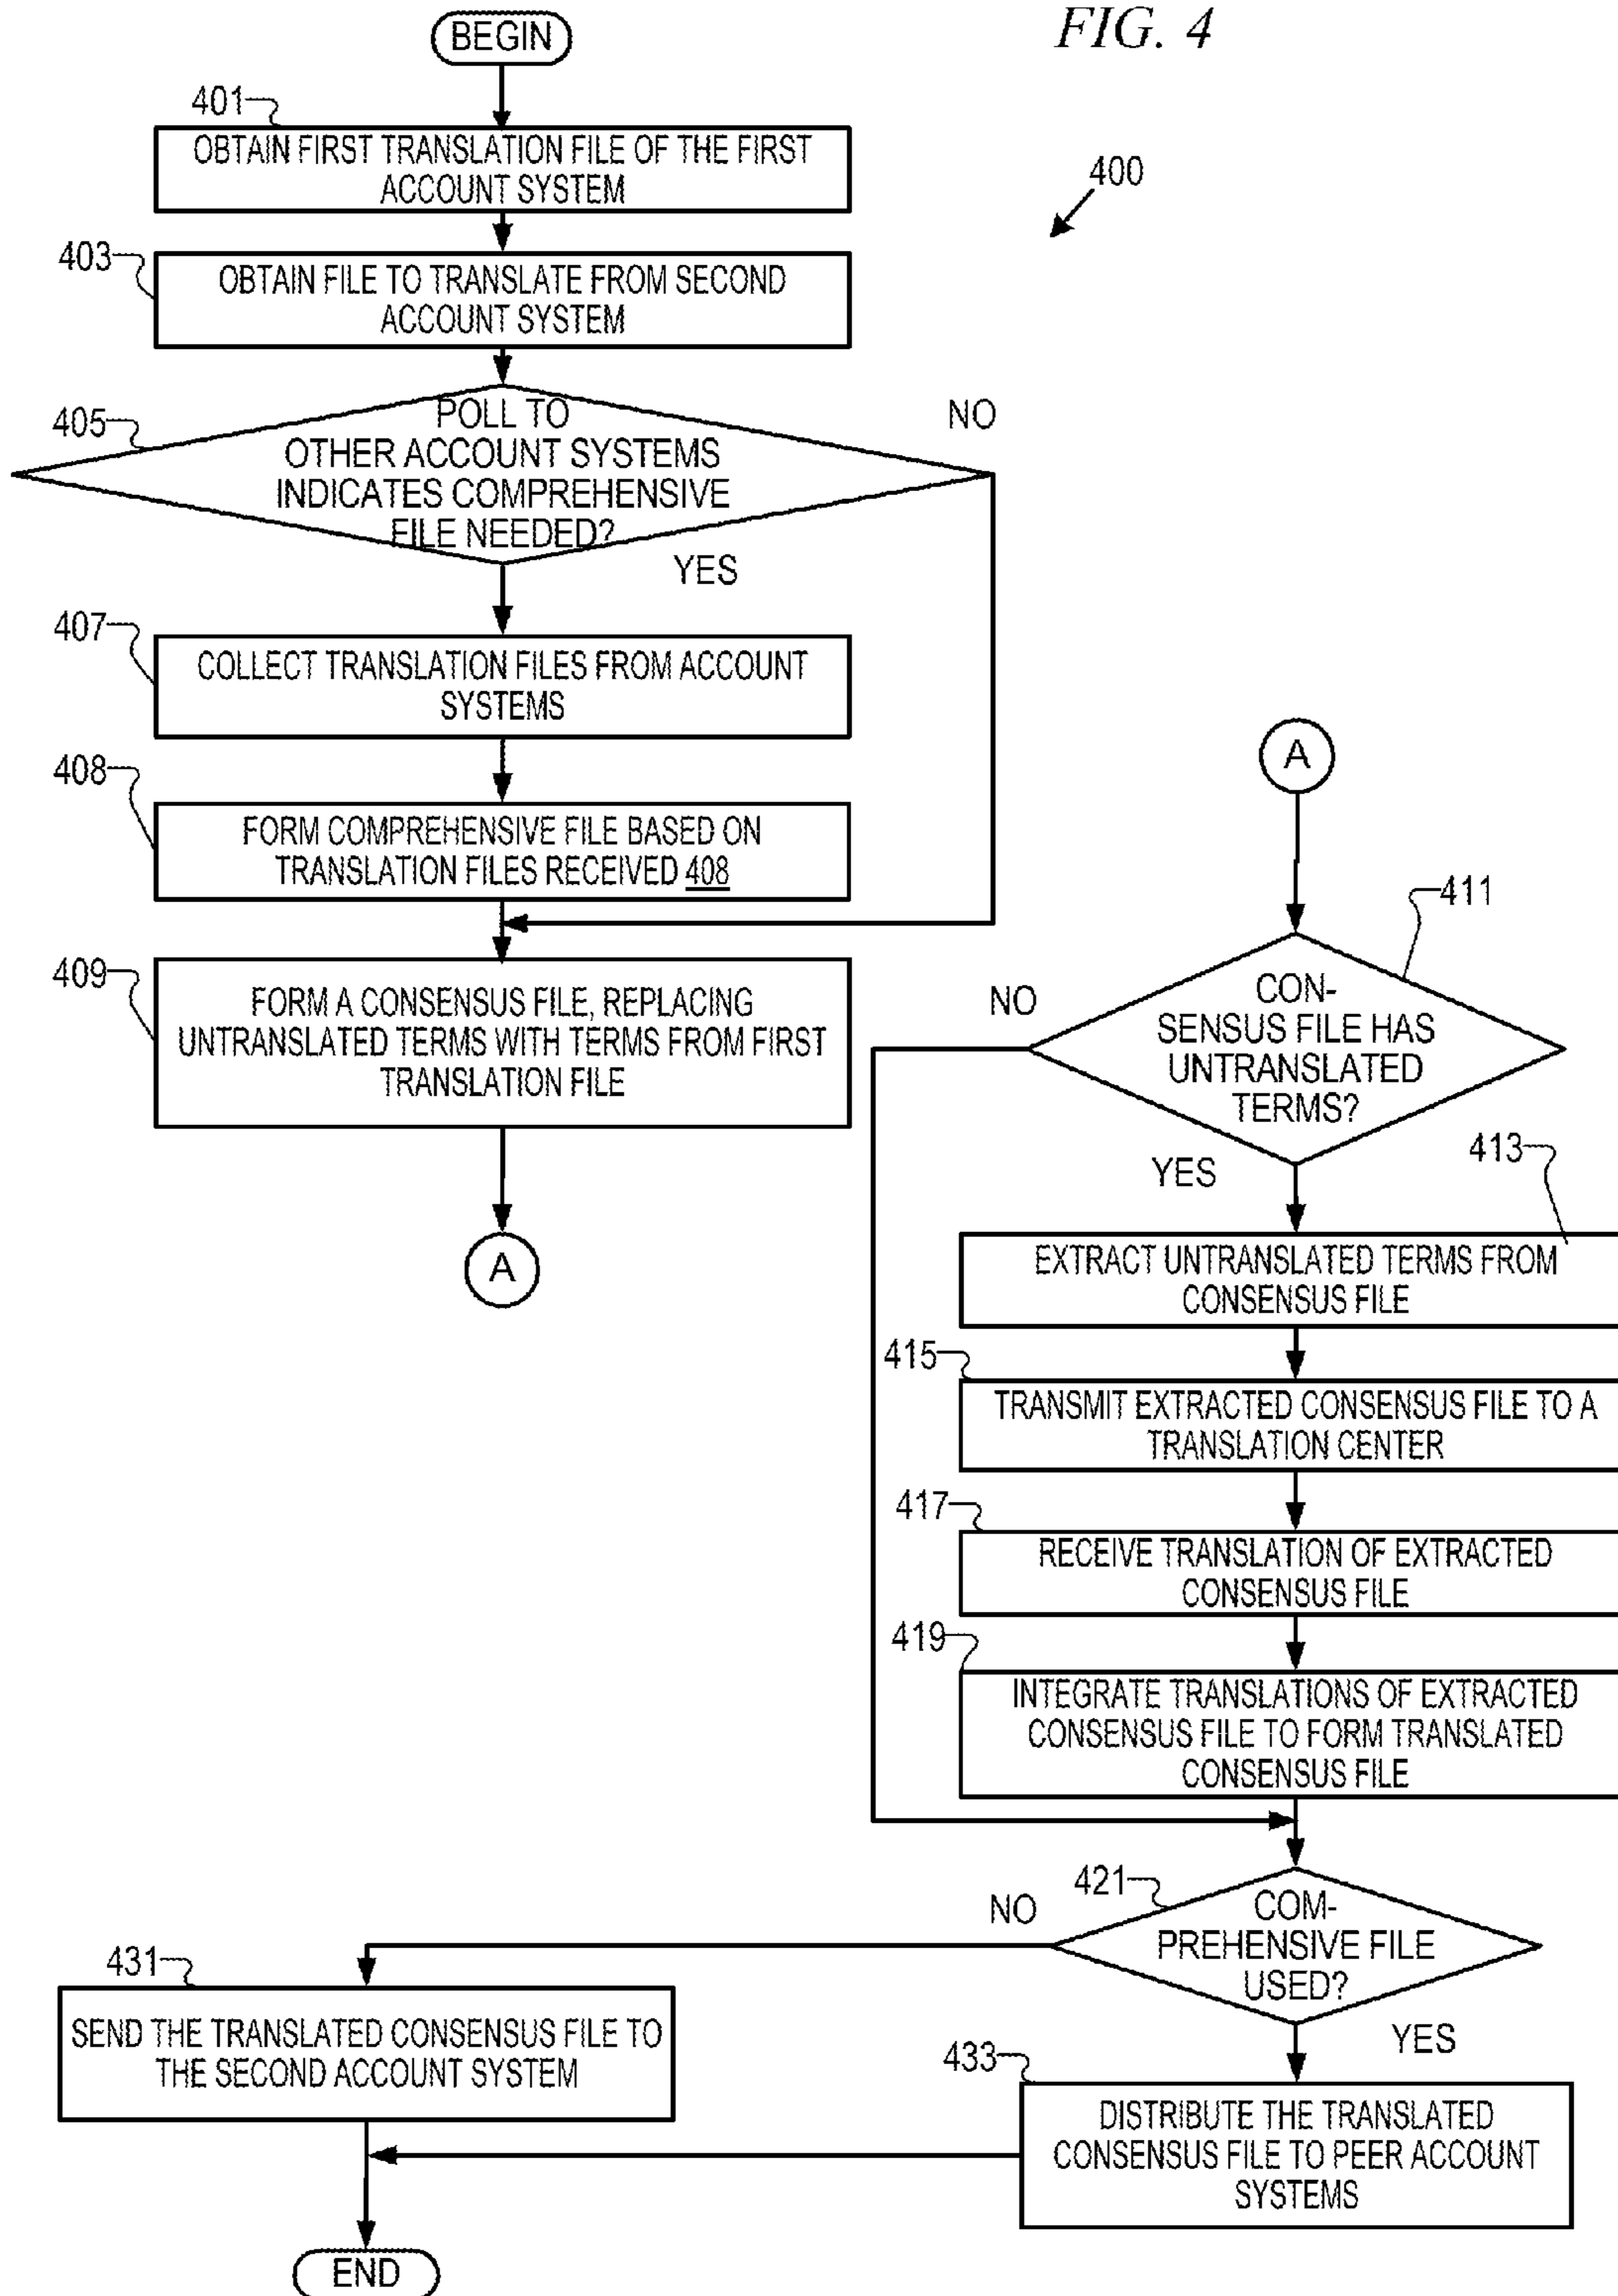 FIG. 4
400
BEGIN
401
OBTAIN FIRST TRANSLATION FILE OF THE FIRST
ACCOUNT SYSTEM
403
OBTAIN FILE TO TRANSLATE FROM SECOND
ACCOUNT SYSTEM
405
POLL TO
OTHER ACCOUNT SYSTEMS
INDICATES COMPREHENSIVE
FILE NEEDED?
NO
YES
407
COLLECT TRANSLATION FILES FROM ACCOUNT
SYSTEMS
408
FORM COMPREHENSIVE FILE BASED ON
TRANSLATION FILES RECEIVED 408
409
FORM A CONSENSUS FILE, REPLACING
UNTRANSLATED TERMS WITH TERMS FROM FIRST
TRANSLATION FILE
A
A
411
CON-
SENSUS FILE HAS
UNTRANSLATED
TERMS?
NO
YES
413
EXTRACT UNTRANSLATED TERMS FROM
CONSENSUS FILE
415
TRANSMIT EXTRACTED CONSENSUS FILE TO A
TRANSLATION CENTER
417
RECEIVE TRANSLATION OF EXTRACTED
CONSENSUS FILE
419
INTEGRATE TRANSLATIONS OF EXTRACTED
CONSENSUS FILE TO FORM TRANSLATED
CONSENSUS FILE
421
COM-
PREHENSIVE FILE
USED?
NO
YES
431
SEND THE TRANSLATED CONSENSUS FILE TO
THE SECOND ACCOUNT SYSTEM
433
DISTRIBUTE THE TRANSLATED
CONSENSUS FILE TO PEER ACCOUNT
SYSTEMS
END